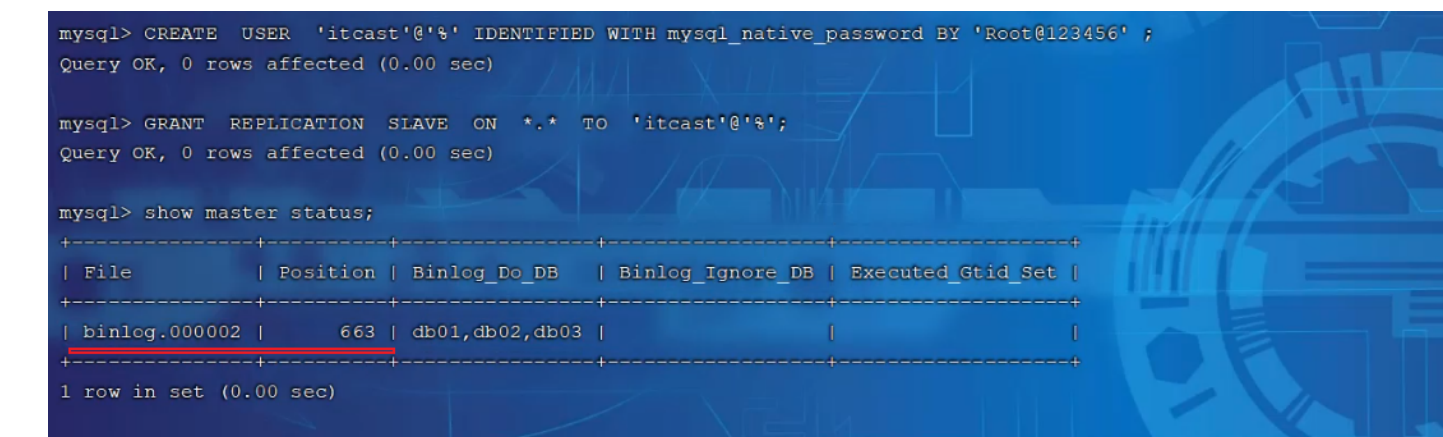 mysql> CREATE  USER  'itcast'@'%' IDENTIFIED WITH mysql_native_password BY 'Root@123456' ;
Query OK, 0 rows affected (0.00 sec)
mysql> GRANT  REPLICATION  SLAVE  ON  *.*  TO  'itcast'@'%';
Query OK, 0 rows affected (0.00 sec)
mysql> show master status;
+---------------+----------+----------------+------------------+-------------------+
| File          | Position | Binlog_Do_DB   | Binlog_Ignore_DB | Executed_Gtid_Set |
+---------------+----------+----------------+------------------+-------------------+
| binlog.000002 |      663 | db01,db02,db03 |                  |                   |
+---------------+----------+----------------+------------------+-------------------+
1 row in set (0.00 sec)